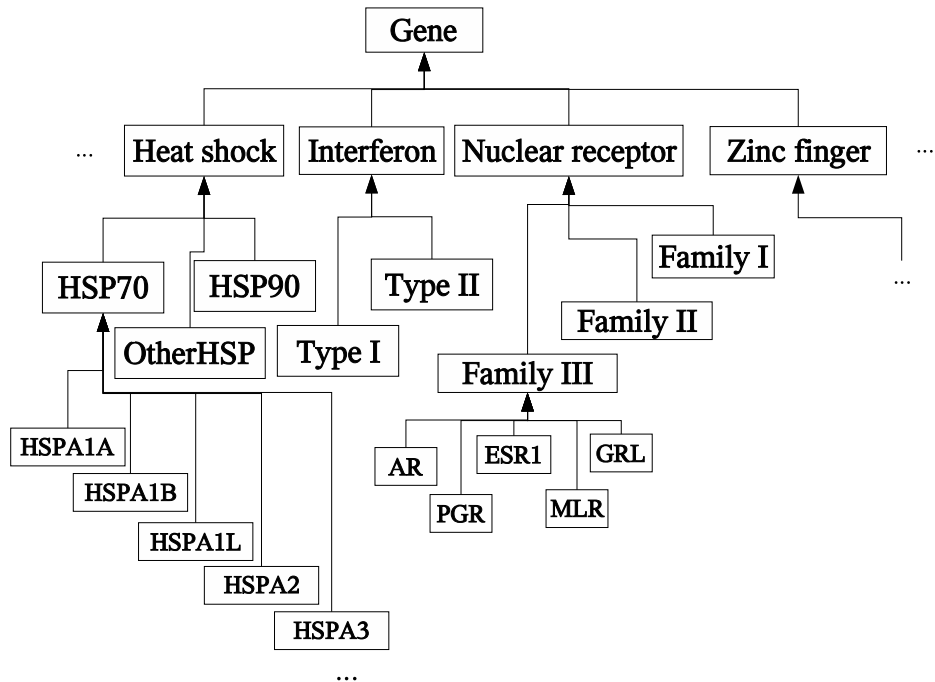 Gene
... Heat shock Interferon Nuclear receptor Zinc finger ...
HSP70 HSP90 Type II Family I
...
OtherHSP Type I Family II
Family III
HSPA1A AR ESR1 GRL
HSPA1B PGR MLR
HSPA1L
HSPA2
HSPA3
...